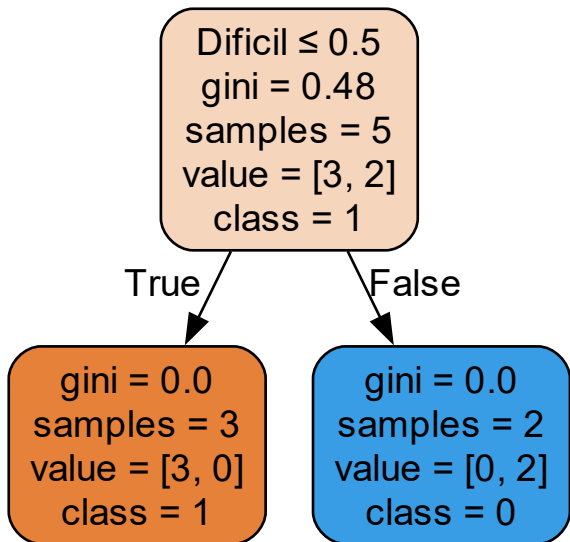 Dificil ≤ 0.5
gini = 0.48
samples = 5
value = [3, 2]
class = 1
True
False
gini = 0.0
samples = 3
value = [3, 0]
class = 1
gini = 0.0
samples = 2
value = [0, 2]
class = 0